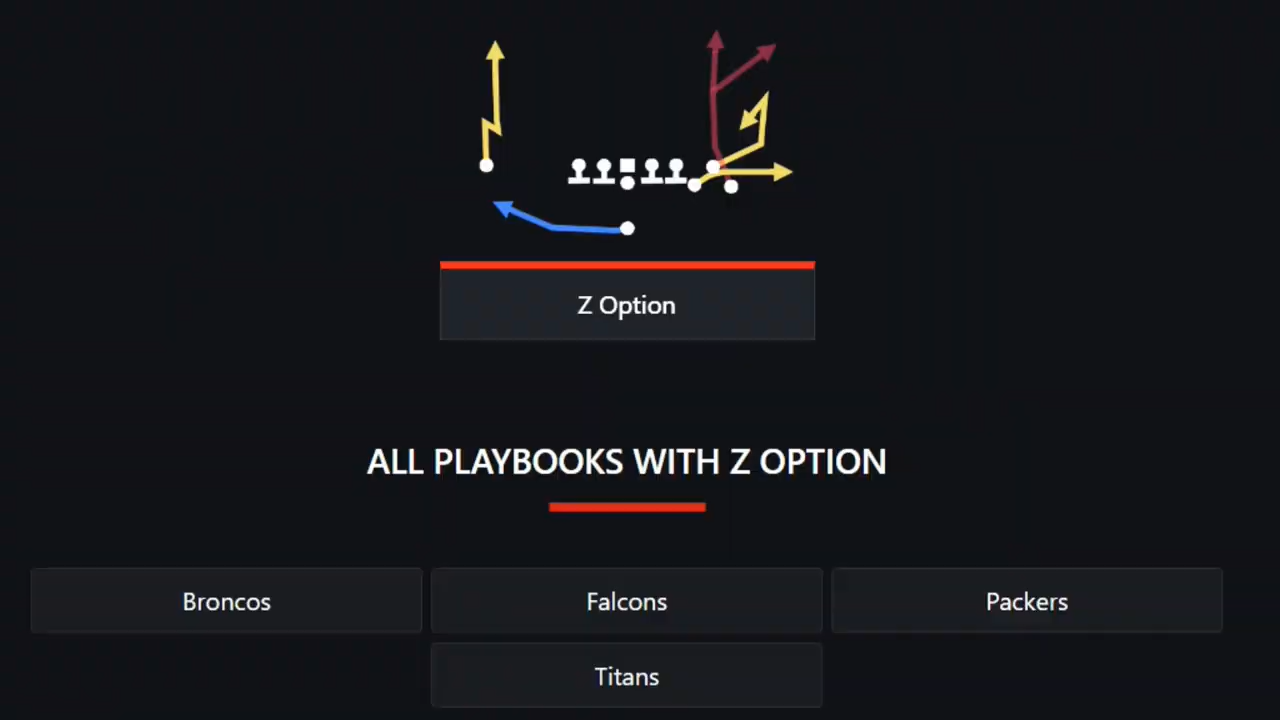 Z Option
ALL PLAYBOOKS WITH Z OPTION
Broncos
Falcons
Packers
Titans